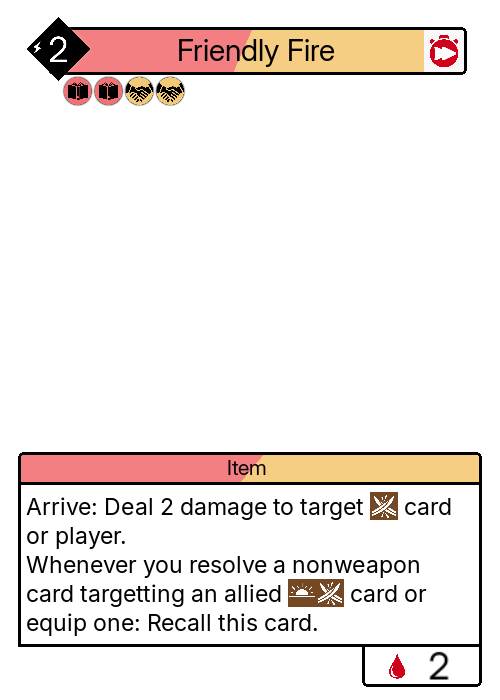 2
Friendly Fire
Item
Arrive: Deal 2 damage to target card
or player.
Whenever you resolve a nonweapon
card targetting an allied card or
equip one: Recall this card.
2